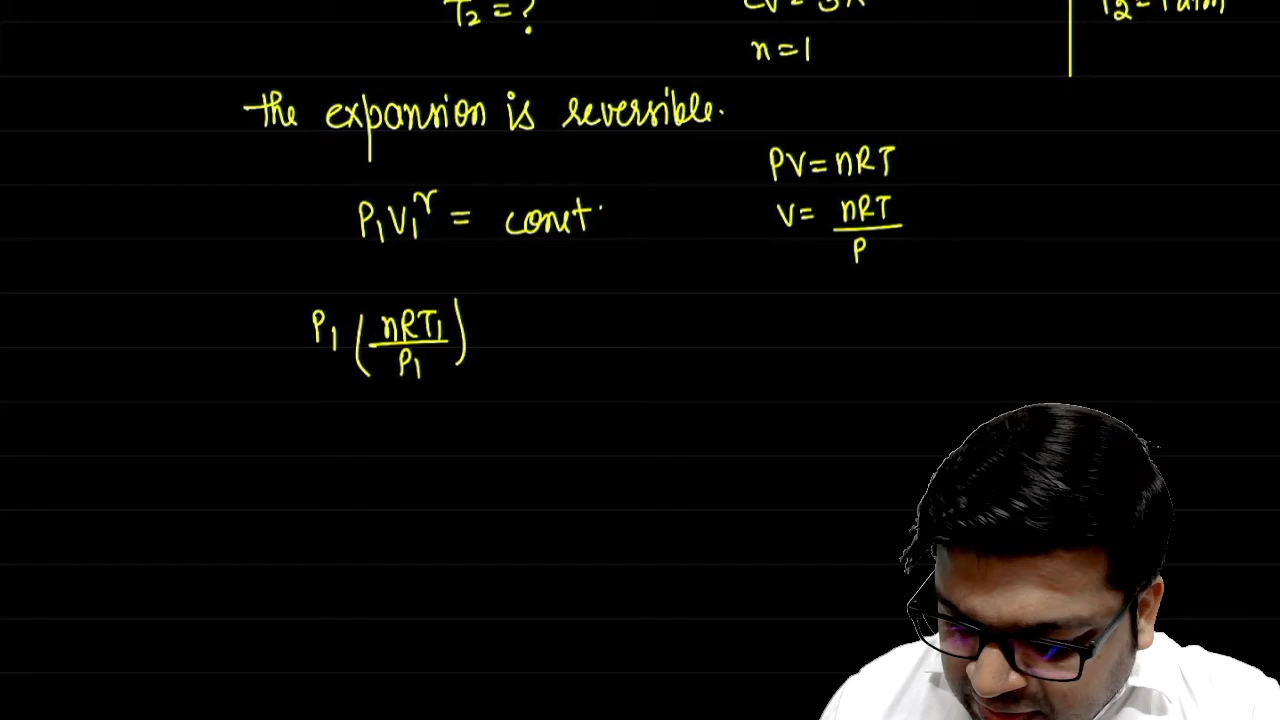 T₂ = ?
n = 1
the expansion is reversible.
PV = nRT
P₁V₁^γ = const.
V = nRT / P
P₁ (nRT₁ / P₁)